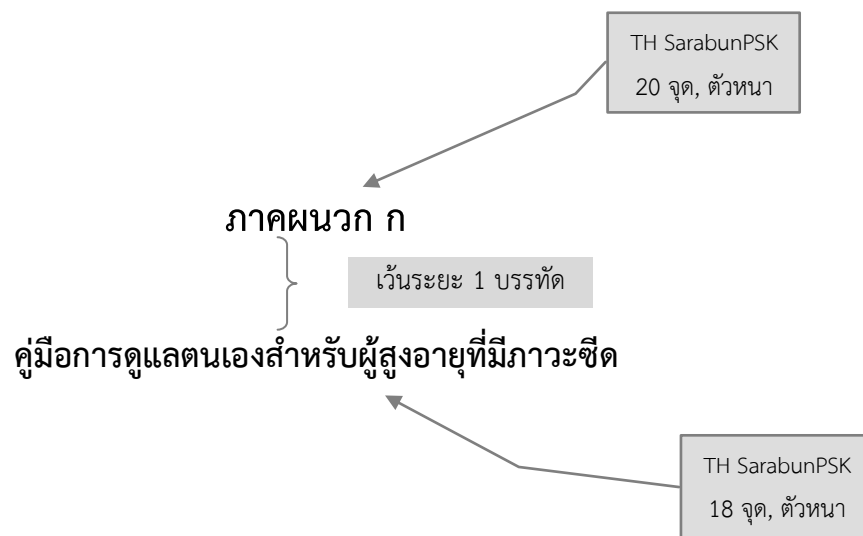 TH SarabunPSK
20 จุด, ตัวหนา
ภาคผนวก ก
เว้นระยะ 1 บรรทัด
คู่มือการดูแลตนเองสำหรับผู้สูงอายุที่มีภาวะซีด
TH SarabunPSK
18 จุด, ตัวหนา